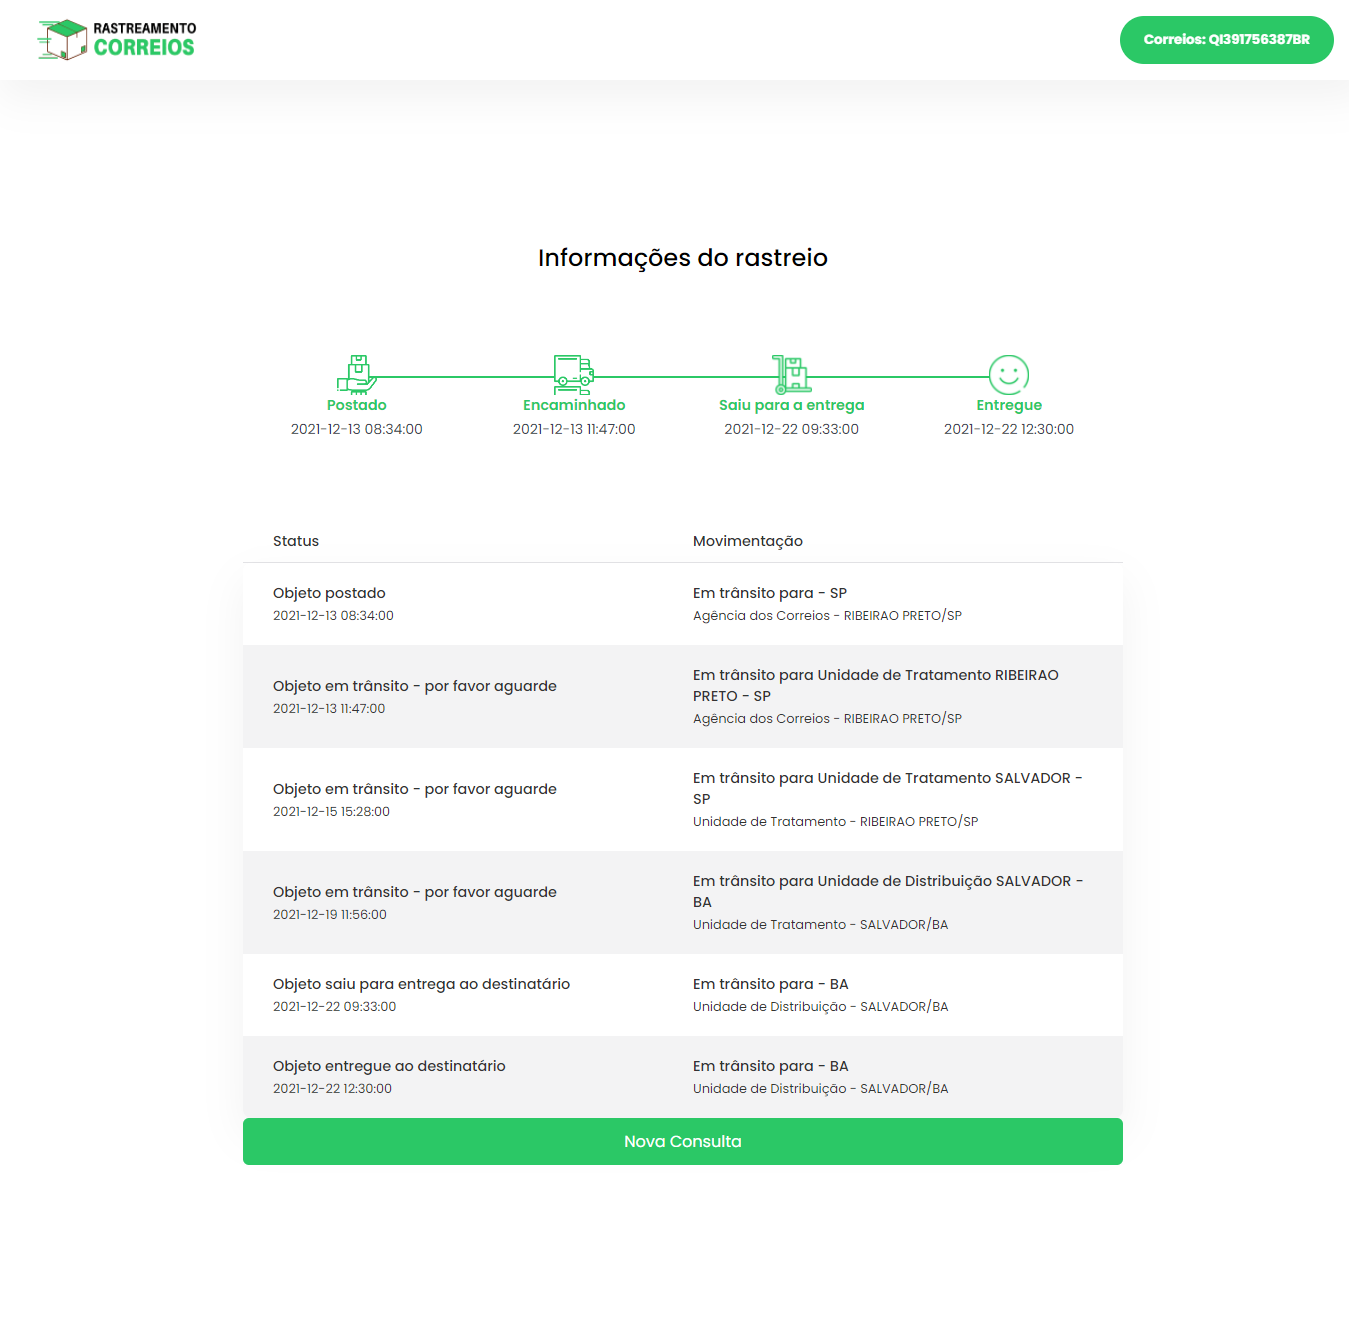 RASTREAMENTO
CORREIOS
Correios: QI391756387BR
Informações do rastreio
Postado
2021-12-13 08:34:00
Encaminhado
2021-12-13 11:47:00
Saiu para a entrega
2021-12-22 09:33:00
Entregue
2021-12-22 12:30:00
Status
Movimentação
Objeto postado
2021-12-13 08:34:00
Em trânsito para - SP
Agência dos Correios - RIBEIRAO PRETO/SP
Objeto em trânsito - por favor aguarde
2021-12-13 11:47:00
Em trânsito para Unidade de Tratamento RIBEIRAO
PRETO - SP
Agência dos Correios - RIBEIRAO PRETO/SP
Objeto em trânsito - por favor aguarde
2021-12-15 15:28:00
Em trânsito para Unidade de Tratamento SALVADOR -
SP
Unidade de Tratamento - RIBEIRAO PRETO/SP
Objeto em trânsito - por favor aguarde
2021-12-19 11:56:00
Em trânsito para Unidade de Distribuição SALVADOR -
BA
Unidade de Tratamento - SALVADOR/BA
Objeto saiu para entrega ao destinatário
2021-12-22 09:33:00
Em trânsito para - BA
Unidade de Distribuição - SALVADOR/BA
Objeto entregue ao destinatário
2021-12-22 12:30:00
Em trânsito para - BA
Unidade de Distribuição - SALVADOR/BA
Nova Consulta